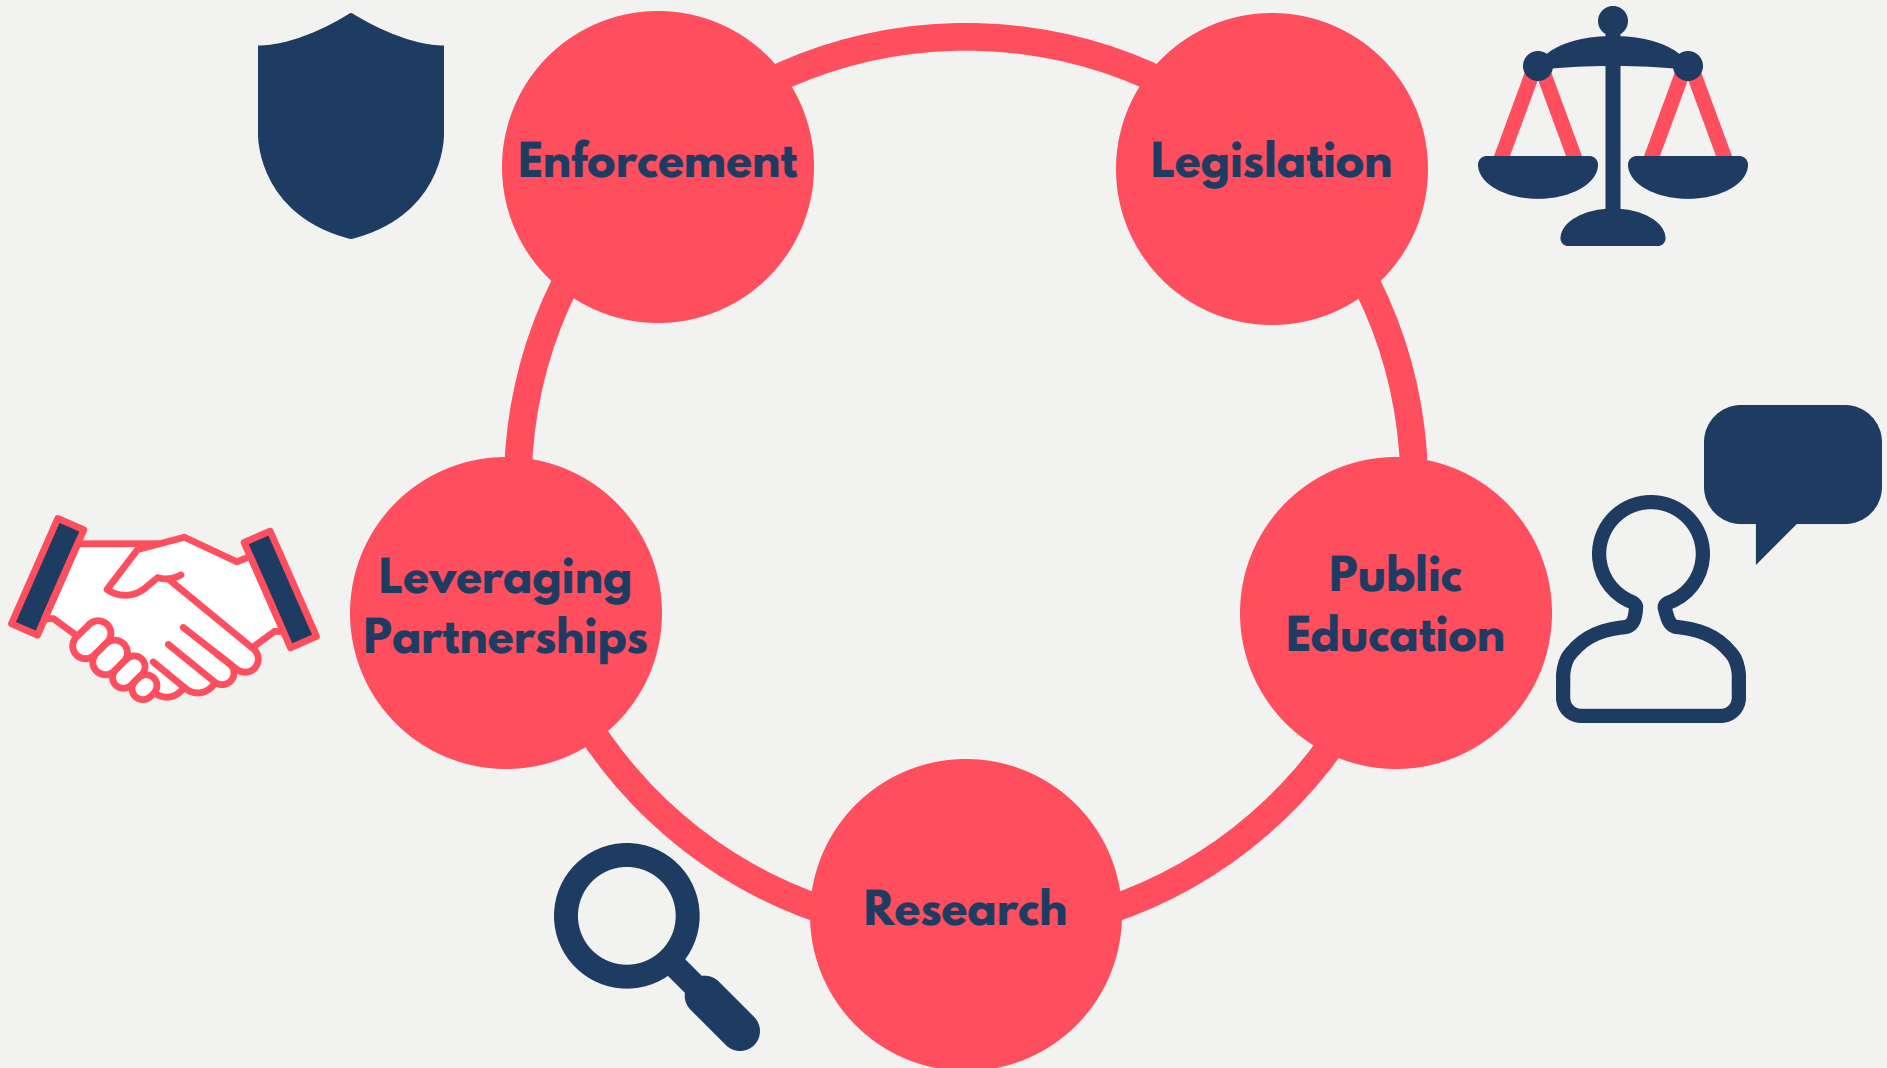 Enforcement
Legislation
Leveraging
Partnerships
Public
Education
Research